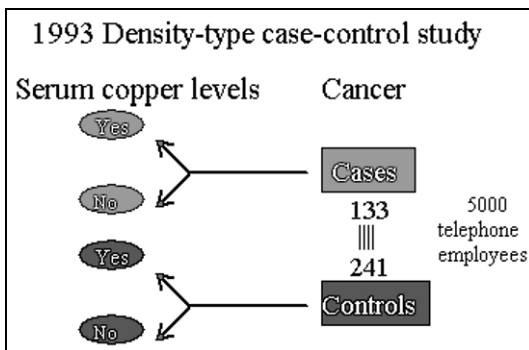 1993 Density-type case-control study
Serum copper levels Cancer
Yes
Cases
No
133
5000
telephone
employees
Yes
241
Controls
No